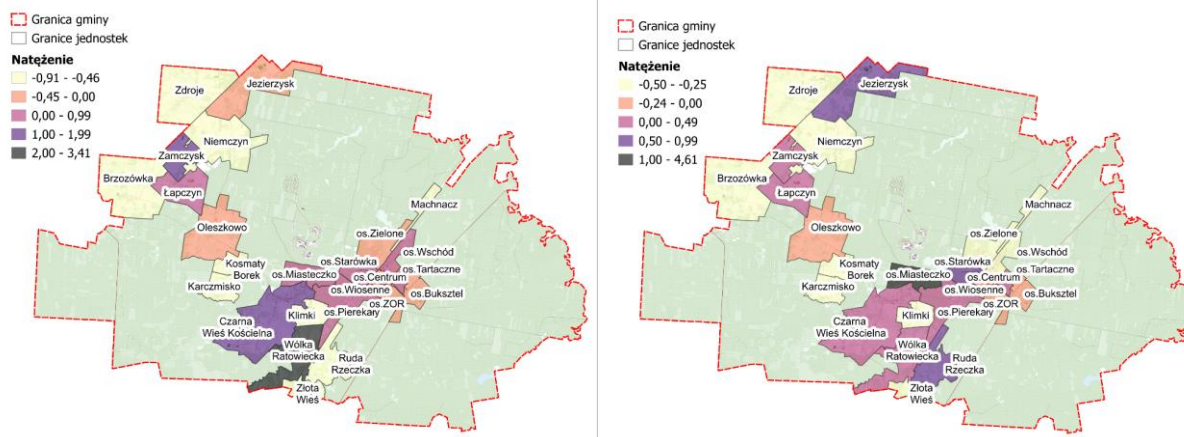 Granica gminy
Granice jednostek
Natężenie
-0,91 - -0,46
-0,45 - 0,00
0,00 - 0,99
1,00 - 1,99
2,00 - 3,41
Zdroje
Jezierzysk
Niemczyn
Zamczysk
Brzozówka
Łapczyn
Machnacz
Oleszkowo
os.Zielone
os.Wschód
os.Starówka
Kosmaty
Borek
os.Tartaczne
os.Miasteczko
os.Centrum
Karczmisko
os.Wiosenne
os.Buksztel
os.ZOR
os.Pierekary
Klimki
Czarna
Wieś Kościelna
Wólka
Ratowiecka
Ruda
Rzeczka
Złota
Wieś
Granica gminy
Granice jednostek
Natężenie
-0,50 - -0,25
-0,24 - 0,00
0,00 - 0,49
0,50 - 0,99
1,00 - 4,61
Zdroje
Jezierzysk
Niemczyn
Zamczysk
Brzozówka
Łapczyn
Machnacz
Oleszkowo
os.Zielone
os.Wschód
os.Starówka
Kosmaty
Borek
os.Tartaczne
os.Miasteczko
os.Centrum
Karczmisko
os.Wiosenne
os.Buksztel
os.ZOR
os.Pierekary
Klimki
Czarna
Wieś Kościelna
Wólka
Ratowiecka
Ruda
Rzeczka
Złota
Wieś